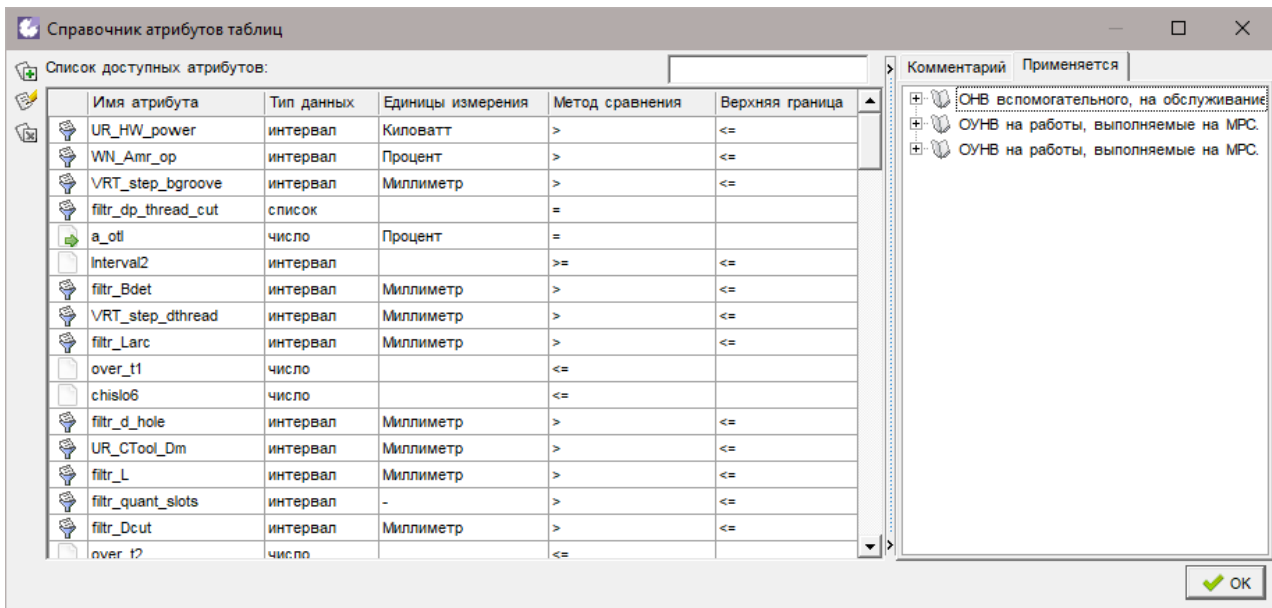 Справочник атрибутов таблиц
Список доступных атрибутов:
Имя атрибута Тип данных Единицы измерения Метод сравнения Верхняя граница
UR_HW_power интервал Киловатт > <=
WN_Amr_op интервал Процент > <=
VRT_step_bgroove интервал Миллиметр > <=
filtr_dp_thread_cut список =
a_otl число Процент =
Interval2 интервал >= <=
filtr_Bdet интервал Миллиметр > <=
VRT_step_dthread интервал Миллиметр > <=
filtr_Larc интервал Миллиметр > <=
over_t1 число <=
chislo6 число <=
filtr_d_hole интервал Миллиметр > <=
UR_CTool_Dm интервал Миллиметр > <=
filtr_L интервал Миллиметр > <=
filtr_quant_slots интервал - > <=
filtr_Dcut интервал Миллиметр > <=
over_t2 число <=
Комментарий Применяется
ОНВ вспомогательного, на обслуживание
ОУНВ на работы, выполняемые на МРС.
ОУНВ на работы, выполняемые на МРС.
OK